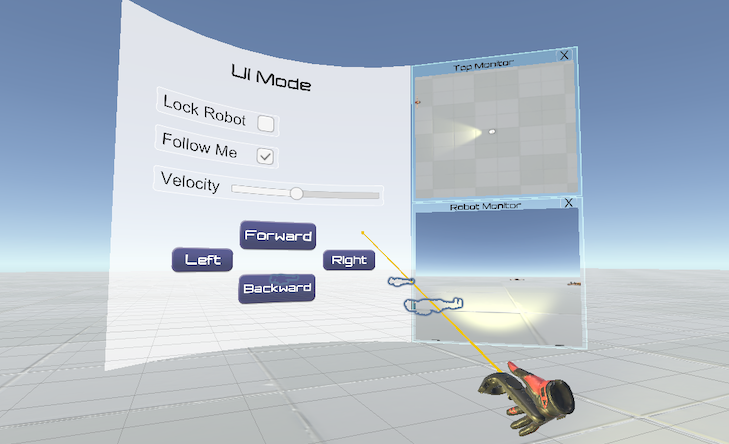 UI Mode
Lock Robot
Follow Me
Velocity
Forward
Left
Right
Backward
Top Monitor
X
Robot Monitor
X